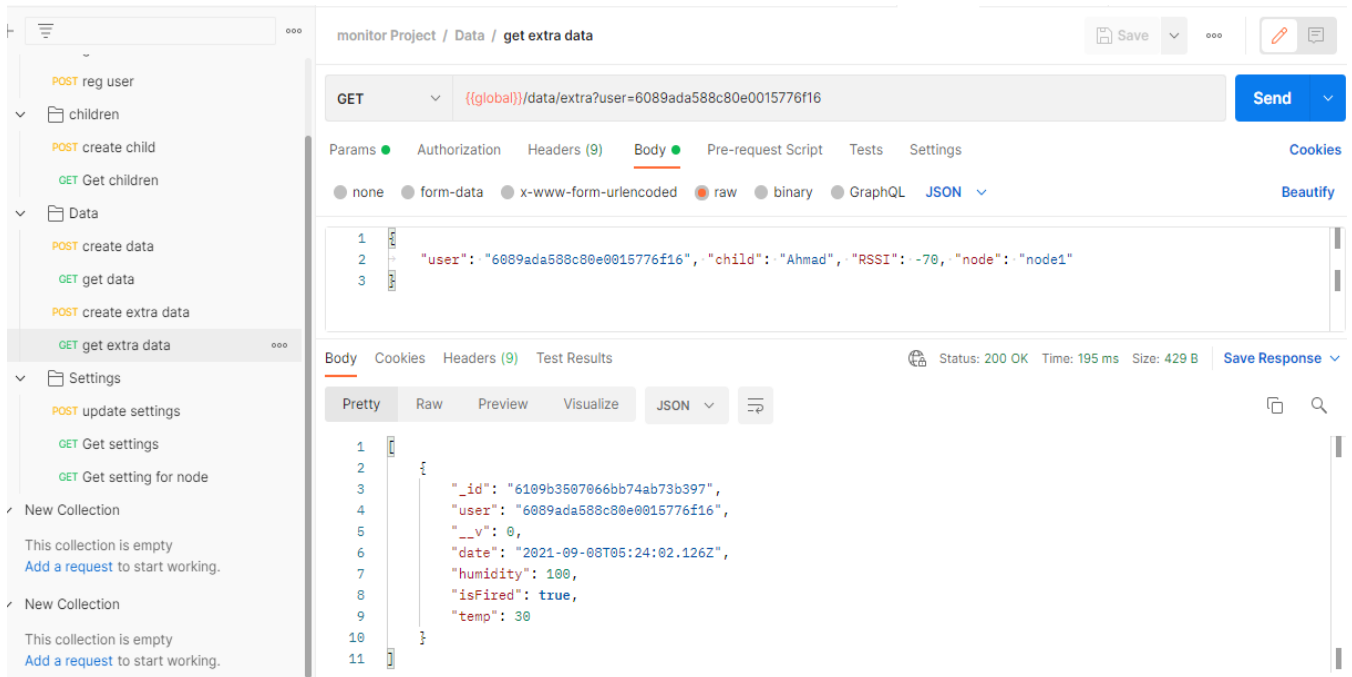 monitor Project / Data / get extra data
Save
POST reg user
children
POST create child
GET Get children
Data
POST create data
GET get data
POST create extra data
GET get extra data
Settings
POST update settings
GET Get settings
GET Get setting for node
New Collection
This collection is empty
Add a request to start working.
New Collection
This collection is empty
Add a request to start working.
GET {{global}}/data/extra?user=6089ada588c80e0015776f16 Send
Params Authorization Headers (9) Body Pre-request Script Tests Settings Cookies
none form-data x-www-form-urlencoded raw binary GraphQL JSON Beautify
1 {
2 "user": "6089ada588c80e0015776f16", "child": "Ahmad", "RSSI": -70, "node": "node1"
3 }
Body Cookies Headers (9) Test Results Status: 200 OK Time: 195 ms Size: 429 B Save Response
Pretty Raw Preview Visualize JSON
1 [
2 {
3 "_id": "6109b3507066bb74ab73b397",
4 "user": "6089ada588c80e0015776f16",
5 "__v": 0,
6 "date": "2021-09-08T05:24:02.126Z",
7 "humidity": 100,
8 "isFired": true,
9 "temp": 30
10 }
11 ]